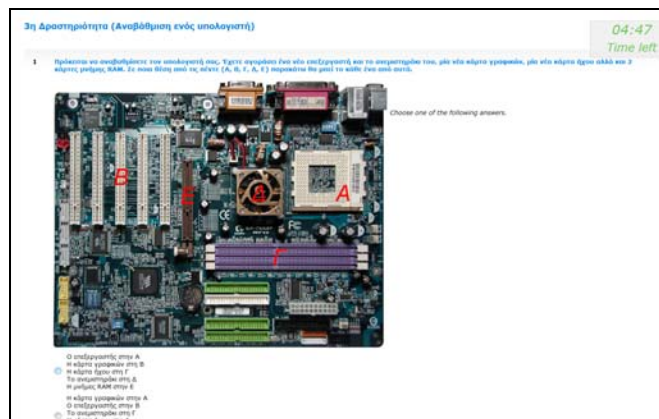 3η Δραστηριότητα (Αναβάθμιση ενός υπολογιστή)
04:47
Time left
1 Πρόκειται να αναβαθμίσετε τον υπολογιστή σας. Έχετε αγοράσει ένα νέο επεξεργαστή και το ανεμιστηράκι του, μία νέα κάρτα γραφικών, μία νέα κάρτα ήχου αλλά και 3
κάρτες μνήμης RAM. Σε ποια θέση από τις πέντε (Α, Β, Γ, Δ, Ε) παρακάτω θα μπεί το κάθε ένα από αυτά.
Choose one of the following answers.
B
E
Δ
A
Γ
Ο επεξεργαστής στην Α
Η κάρτα γραφικών στη Β
Η κάρτα ήχου στη Γ
Το ανεμιστηράκι στη Δ
Η μνήμες RAM στην Ε
Η κάρτα γραφικών στην Α
Ο επεξεργαστής στην Β
Το ανεμιστηράκι στη Γ